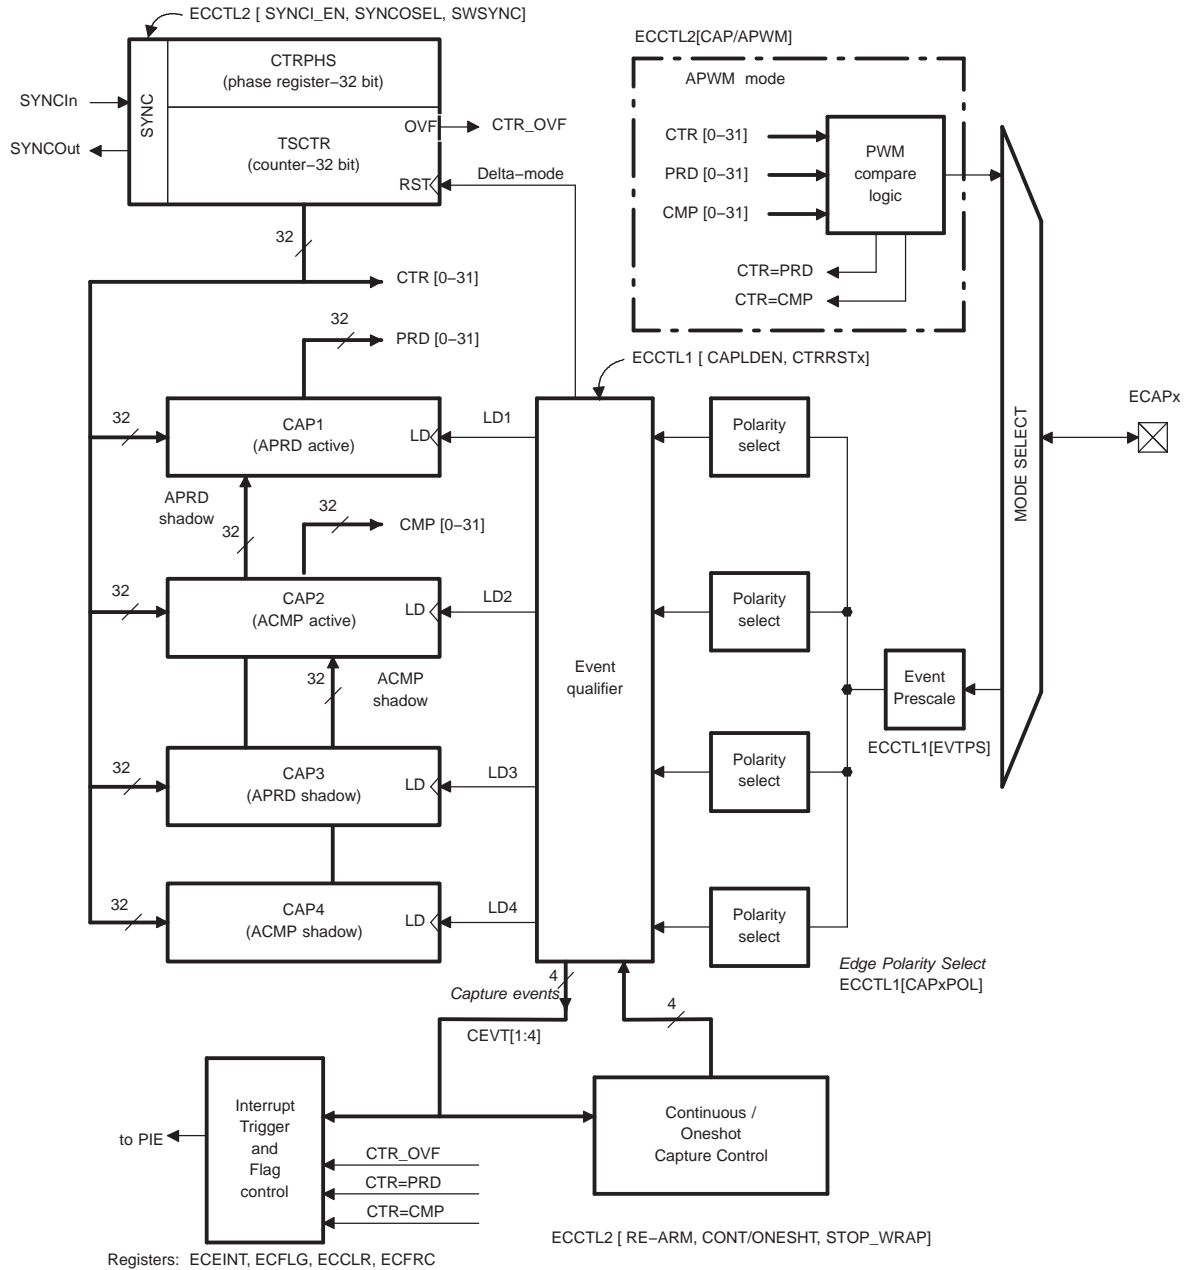 ECCTL2 [ SYNCI_EN, SYNCOSEL, SWSYNC]
SYNCIn
SYNCOut
SYNC
CTRPHS
(phase register−32 bit)
TSCTR
(counter−32 bit)
OVF
RST
CTR_OVF
Delta−mode
ECCTL2[CAP/APWM]
APWM mode
CTR [0−31]
PRD [0−31]
CMP [0−31]
PWM
compare
logic
CTR=PRD
CTR=CMP
32
CTR [0−31]
32
PRD [0−31]
ECCTL1 [ CAPLDEN, CTRRSTx]
32
CAP1
(APRD active)
LD
LD1
Polarity
select
MODE SELECT
ECAPx
APRD
shadow
32
32
CMP [0−31]
32
CAP2
(ACMP active)
LD
LD2
Polarity
select
Event
qualifier
32
ACMP
shadow
Event
Prescale
ECCTL1[EVTPS]
32
CAP3
(APRD shadow)
LD
LD3
Polarity
select
32
CAP4
(ACMP shadow)
LD
LD4
Polarity
select
Edge Polarity Select
ECCTL1[CAPxPOL]
4
Capture events
CEVT[1:4]
4
to PIE
Interrupt
Trigger
and
Flag
control
CTR_OVF
CTR=PRD
CTR=CMP
Continuous /
Oneshot
Capture Control
ECCTL2 [ RE−ARM, CONT/ONESHT, STOP_WRAP]
Registers: ECEINT, ECFLG, ECCLR, ECFRC